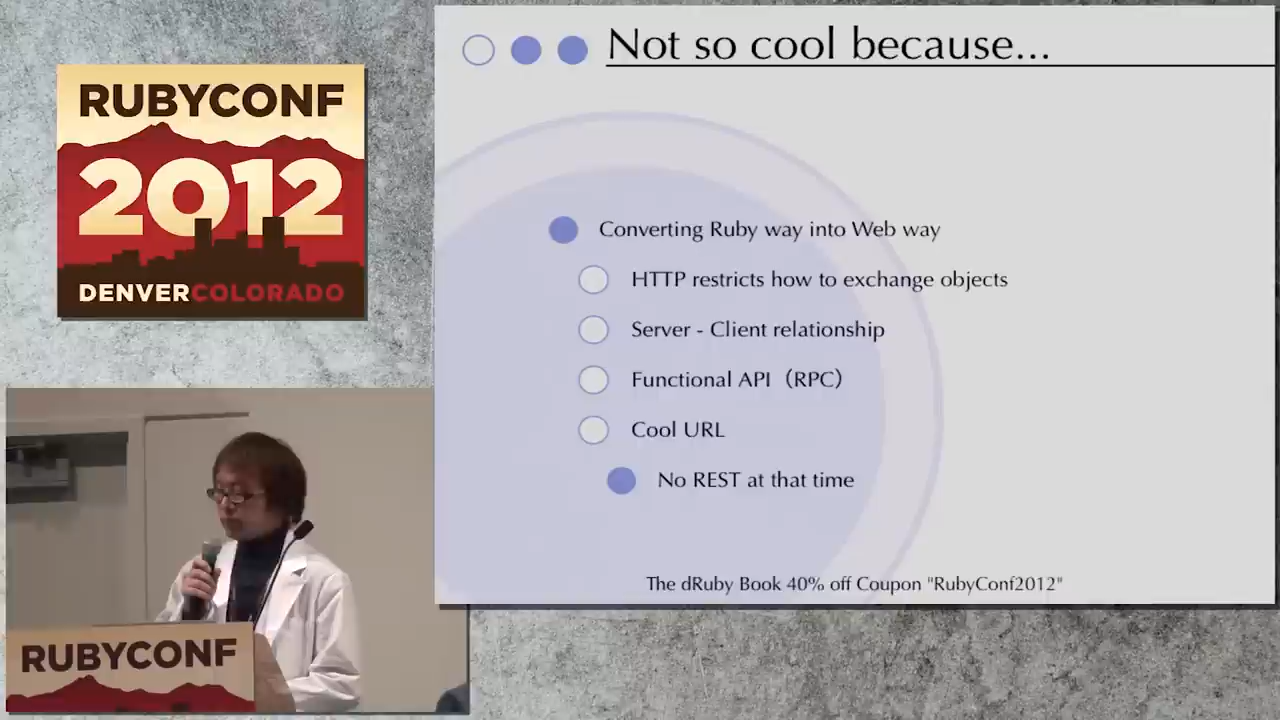 RUBYCONF
2012
DENVERCOLORADO
Not so cool because...
Converting Ruby way into Web way
HTTP restricts how to exchange objects
Server - Client relationship
Functional API（RPC）
Cool URL
No REST at that time
The dRuby Book 40% off Coupon "RubyConf2012"
RUBYCONF